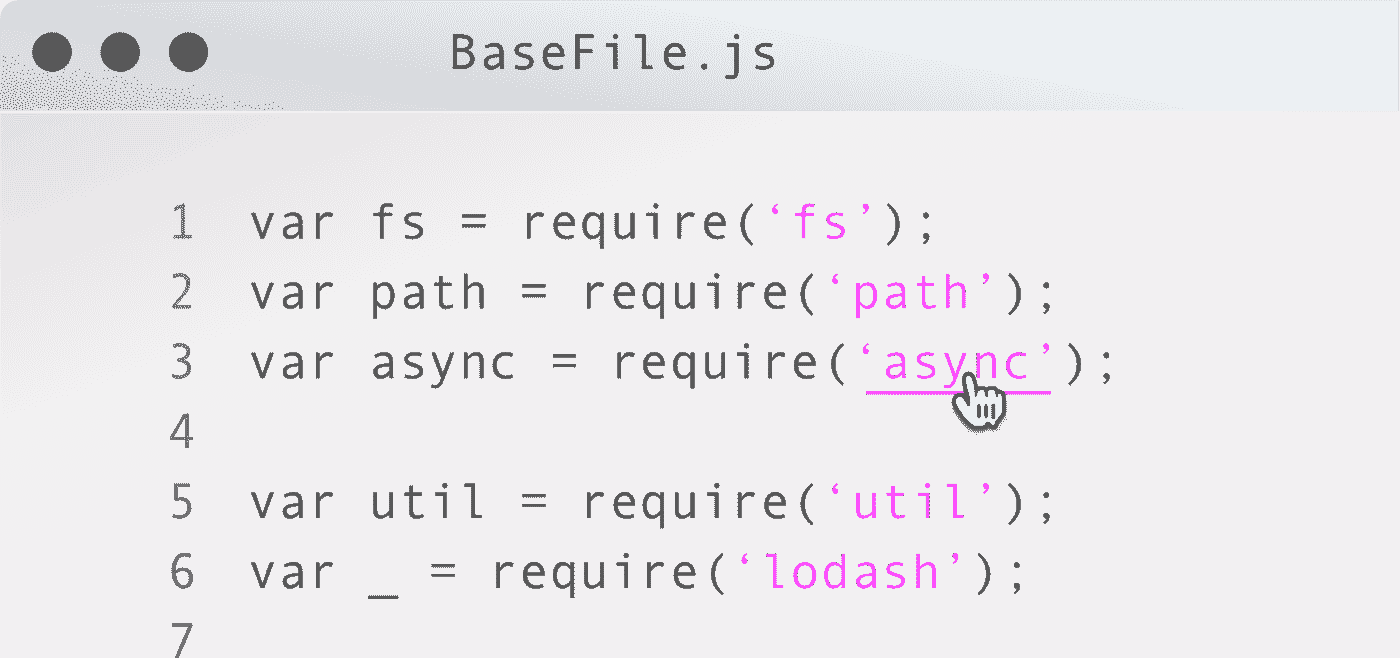 BaseFile.js
1 var fs = require(‘fs’);
2 var path = require(‘path’);
3 var async = require(‘async’);
4
5 var util = require(‘util’);
6 var _ = require(‘lodash’);
7